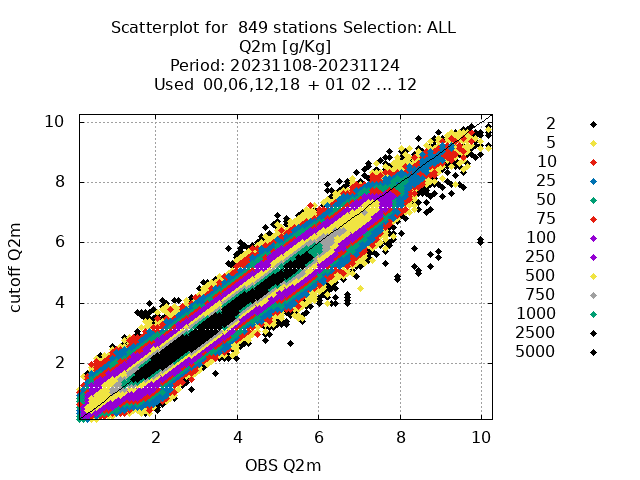 Scatterplot for  849 stations Selection: ALL
Q2m [g/Kg]
Period: 20231108-20231124
Used  00,06,12,18 + 01 02 ... 12
10
8
6
4
2
cutoff Q2m
2 4 6 8 10
OBS Q2m
2
5
10
25
50
75
100
250
500
750
1000
2500
5000